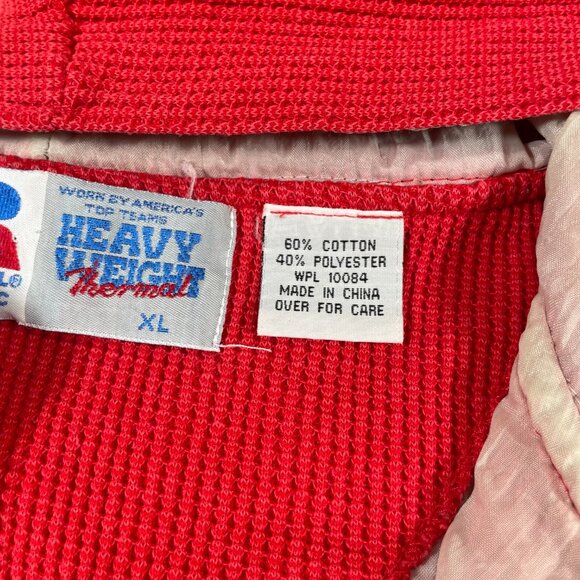 WORN BY AMERICA'S
TOP TEAMS
HEAVY
WEIGHT
Thermal
XL
60% COTTON
40% POLYESTER
WPL 10084
MADE IN CHINA
OVER FOR CARE